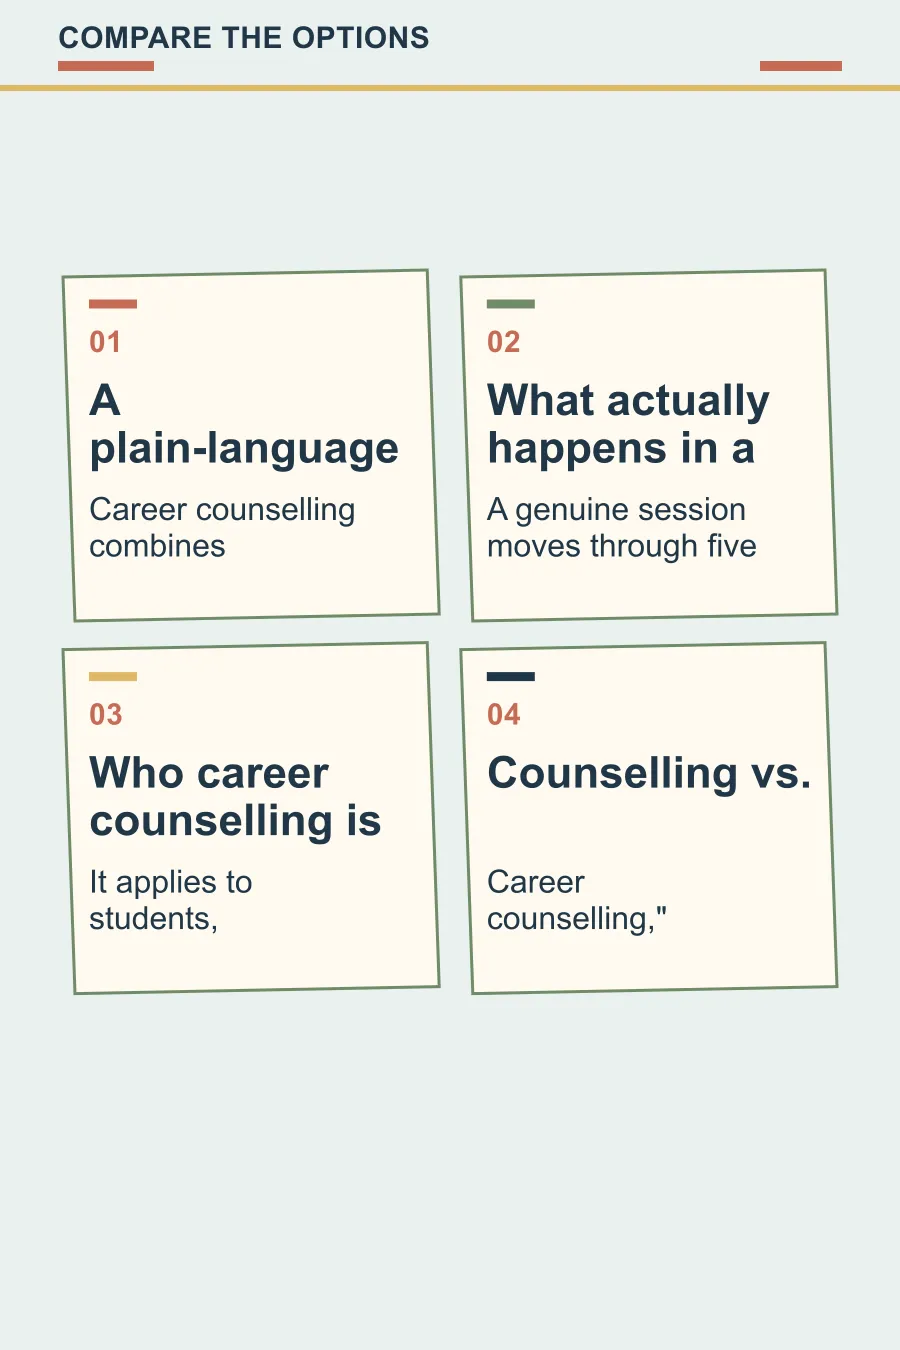 COMPARE THE OPTIONS
01
A
plain-language
Career counselling
combines
02
What actually
happens in a
A genuine session
moves through five
03
Who career
counselling is
It applies to
students,
04
Counselling vs.
Career
counselling,"